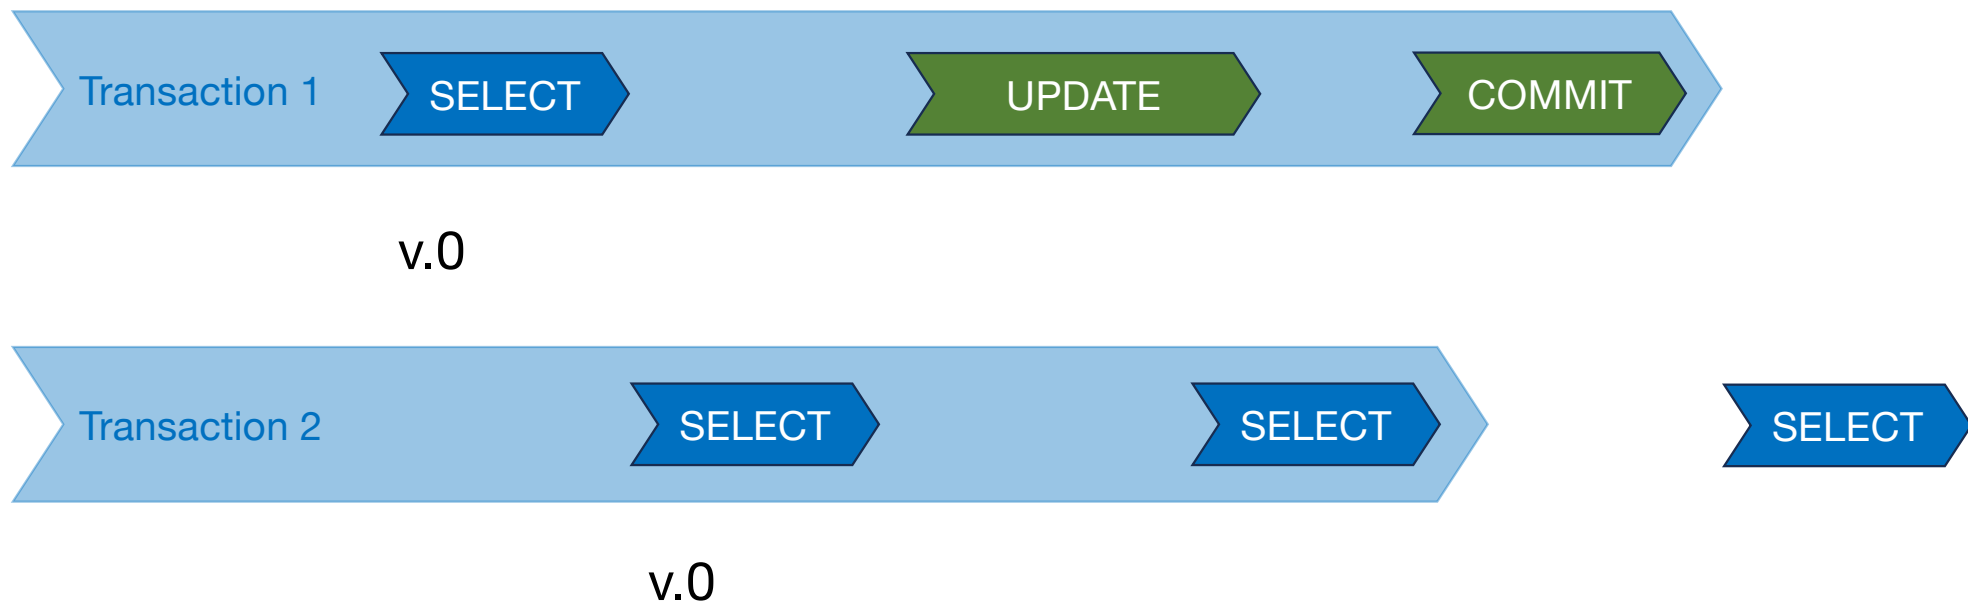 Transaction 1 SELECT UPDATE COMMIT
v.0
Transaction 2 SELECT SELECT SELECT
v.0